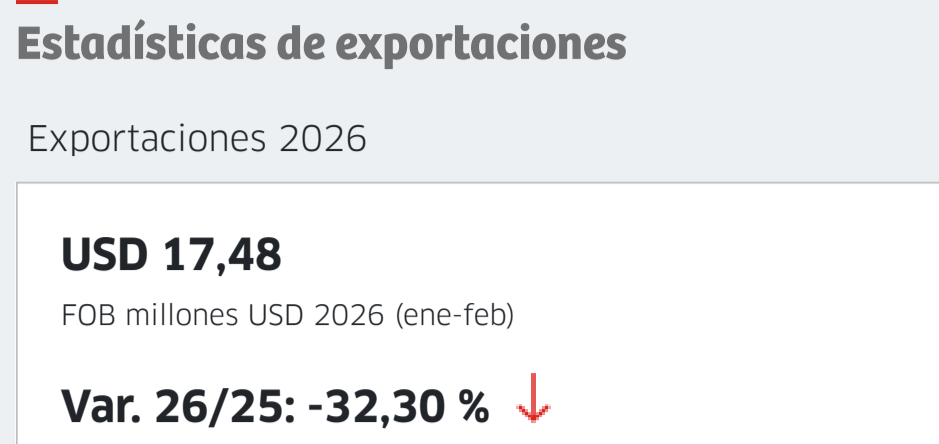 Estadísticas de exportaciones
Exportaciones 2026
USD 17,48
FOB millones USD 2026 (ene-feb)
Var. 26/25: -32,30 %